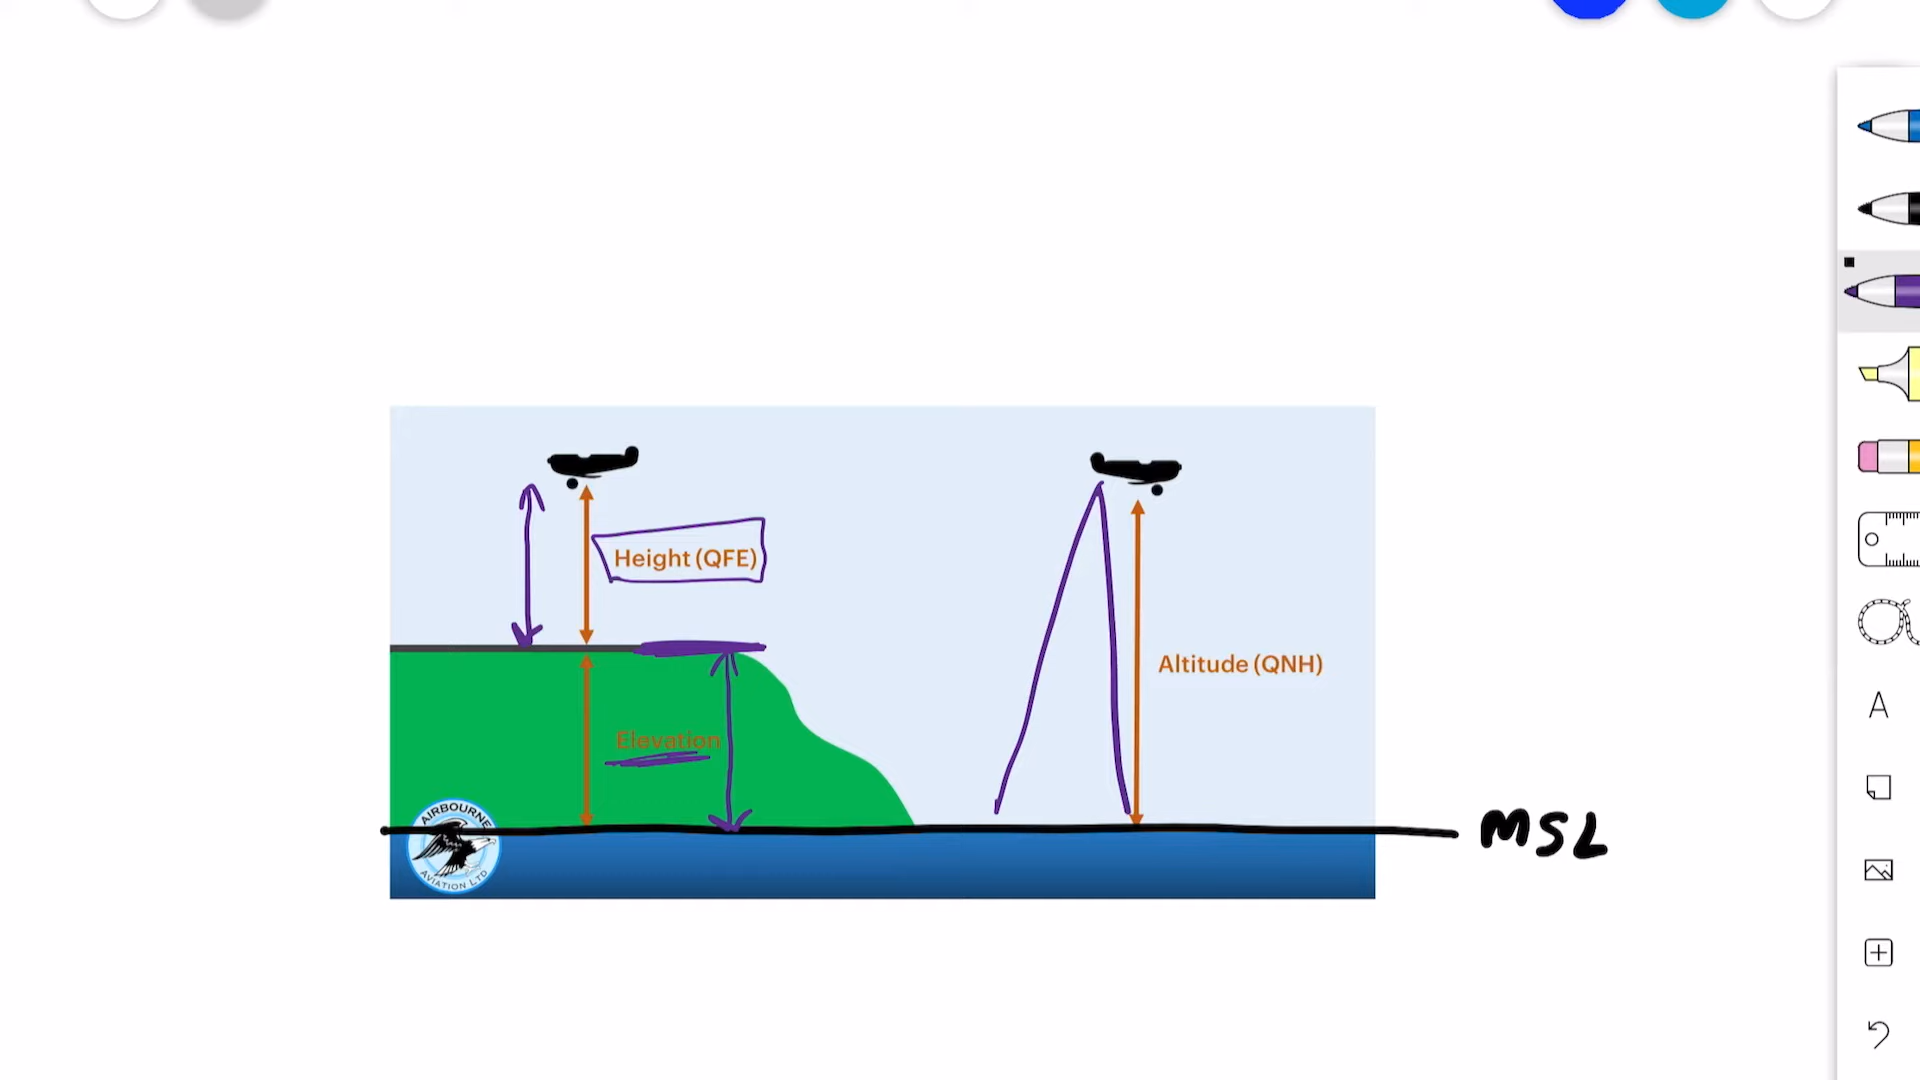 Height (QFE)
Altitude (QNH)
Elevation
AIRBOURNE
AVIATION LTD
MSL
A